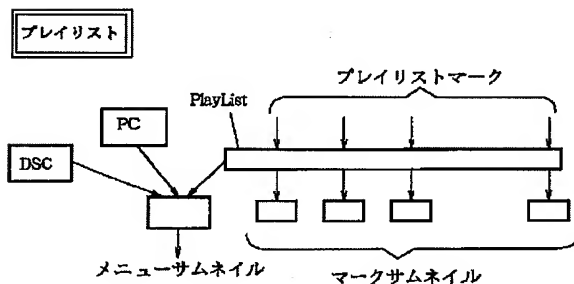 プレイリスト
プレイリストマーク
PlayList
PC
DSC
メニューサムネイル
マークサムネイル